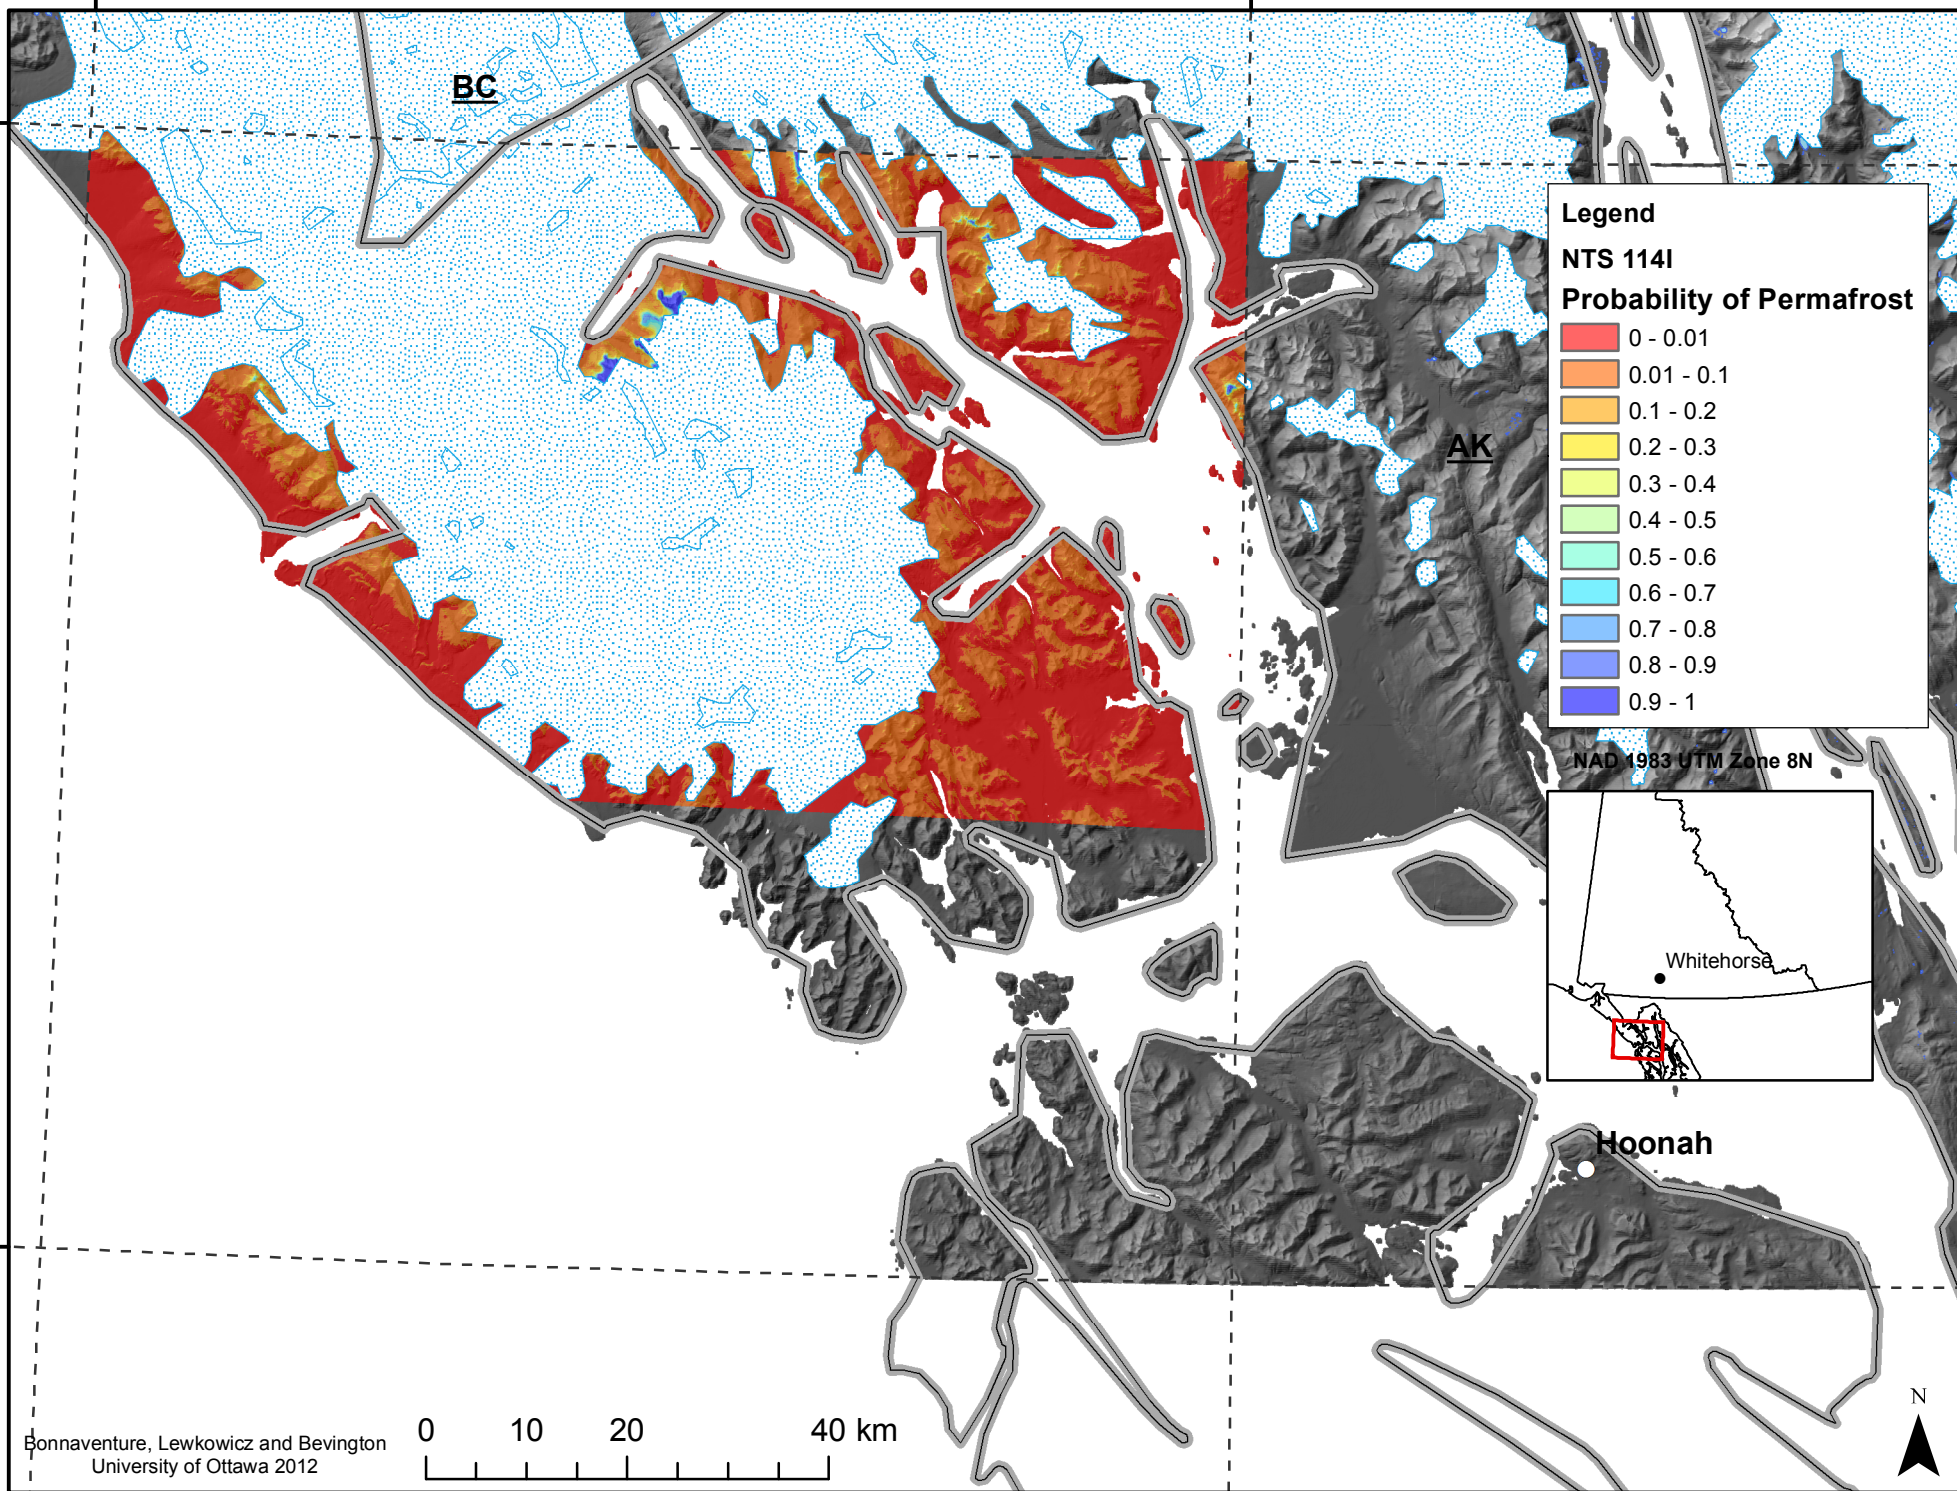 BC
AK
Legend
NTS 114I
Probability of Permafrost
0 - 0.01
0.01 - 0.1
0.1 - 0.2
0.2 - 0.3
0.3 - 0.4
0.4 - 0.5
0.5 - 0.6
0.6 - 0.7
0.7 - 0.8
0.8 - 0.9
0.9 - 1
NAD 1983 UTM Zone 8N
Whitehorse
Hoonah
N
0 10 20 40 km
Bonnaventure, Lewkowicz and Bevington
University of Ottawa 2012